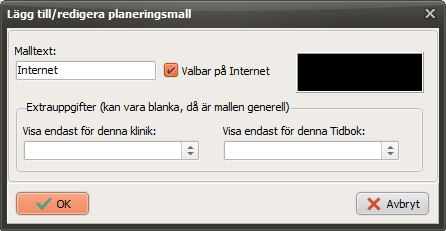 Lägg till/redigera planeringsmall
Malltext:
Internet
Valbar på Internet
Extrauppgifter (kan vara blanka, då är mallen generell)
Visa endast för denna klinik:
Visa endast för denna Tidbok:
OK
Avbryt